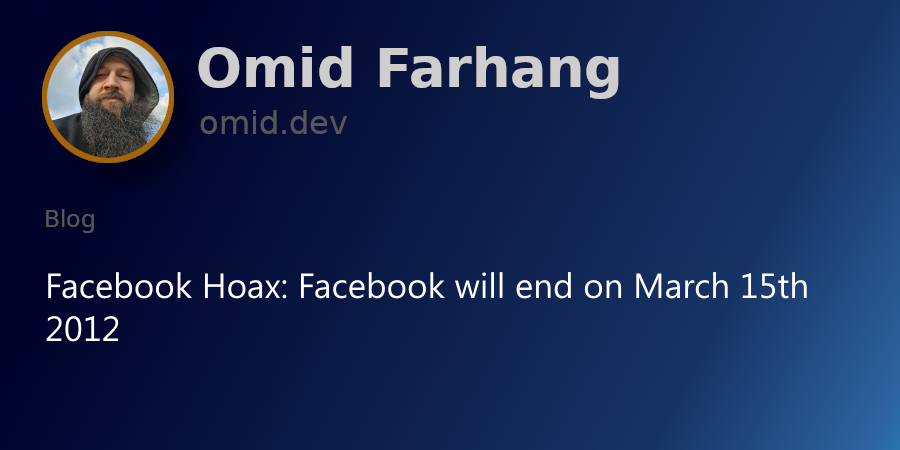 Omid Farhang
omid.dev
Blog
Facebook Hoax: Facebook will end on March 15th
2012